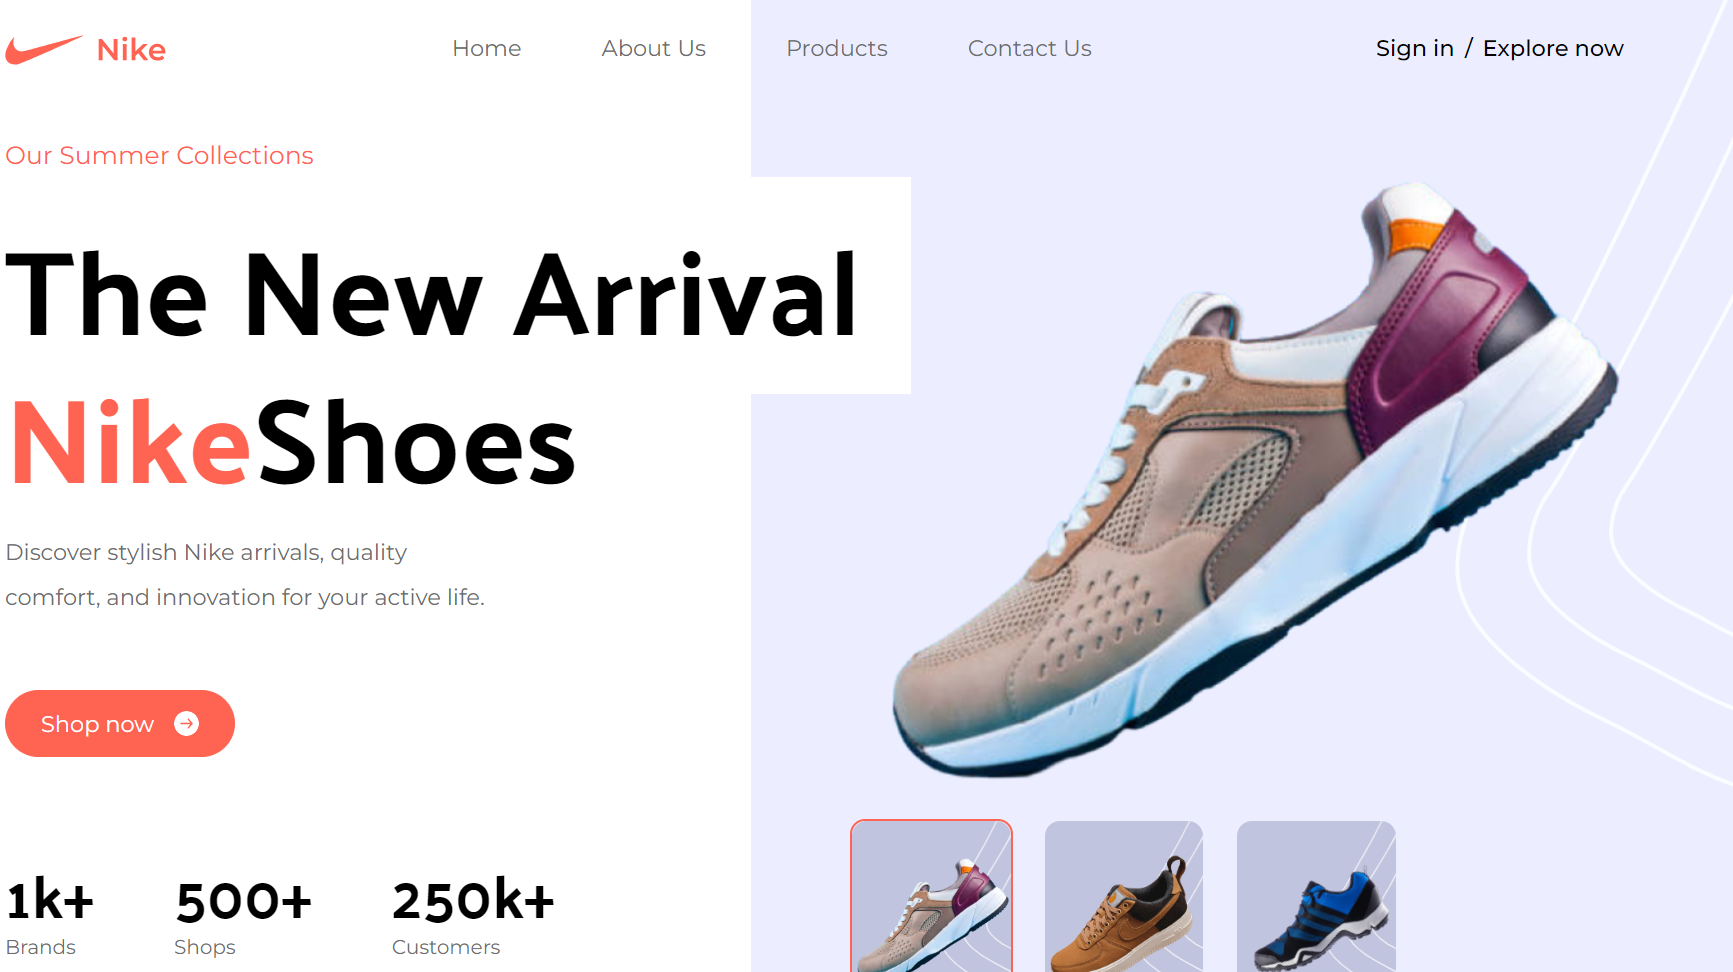 Nike
Home
About Us
Products
Contact Us
Sign in / Explore now
Our Summer Collections
The New Arrival
NikeShoes
Discover stylish Nike arrivals, quality
comfort, and innovation for your active life.
Shop now
1k+
500+
250k+
Brands
Shops
Customers